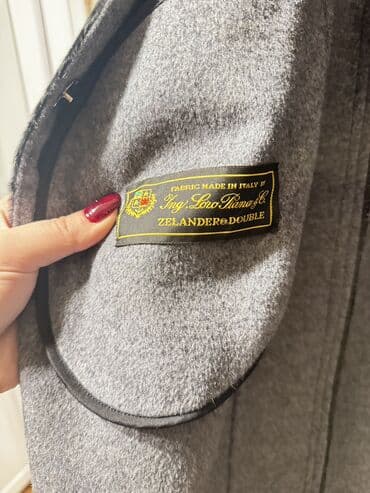 FABRIC MADE IN ITALY BY
Ing. Loro Piana & C.
ZELANDER® DOUBLE